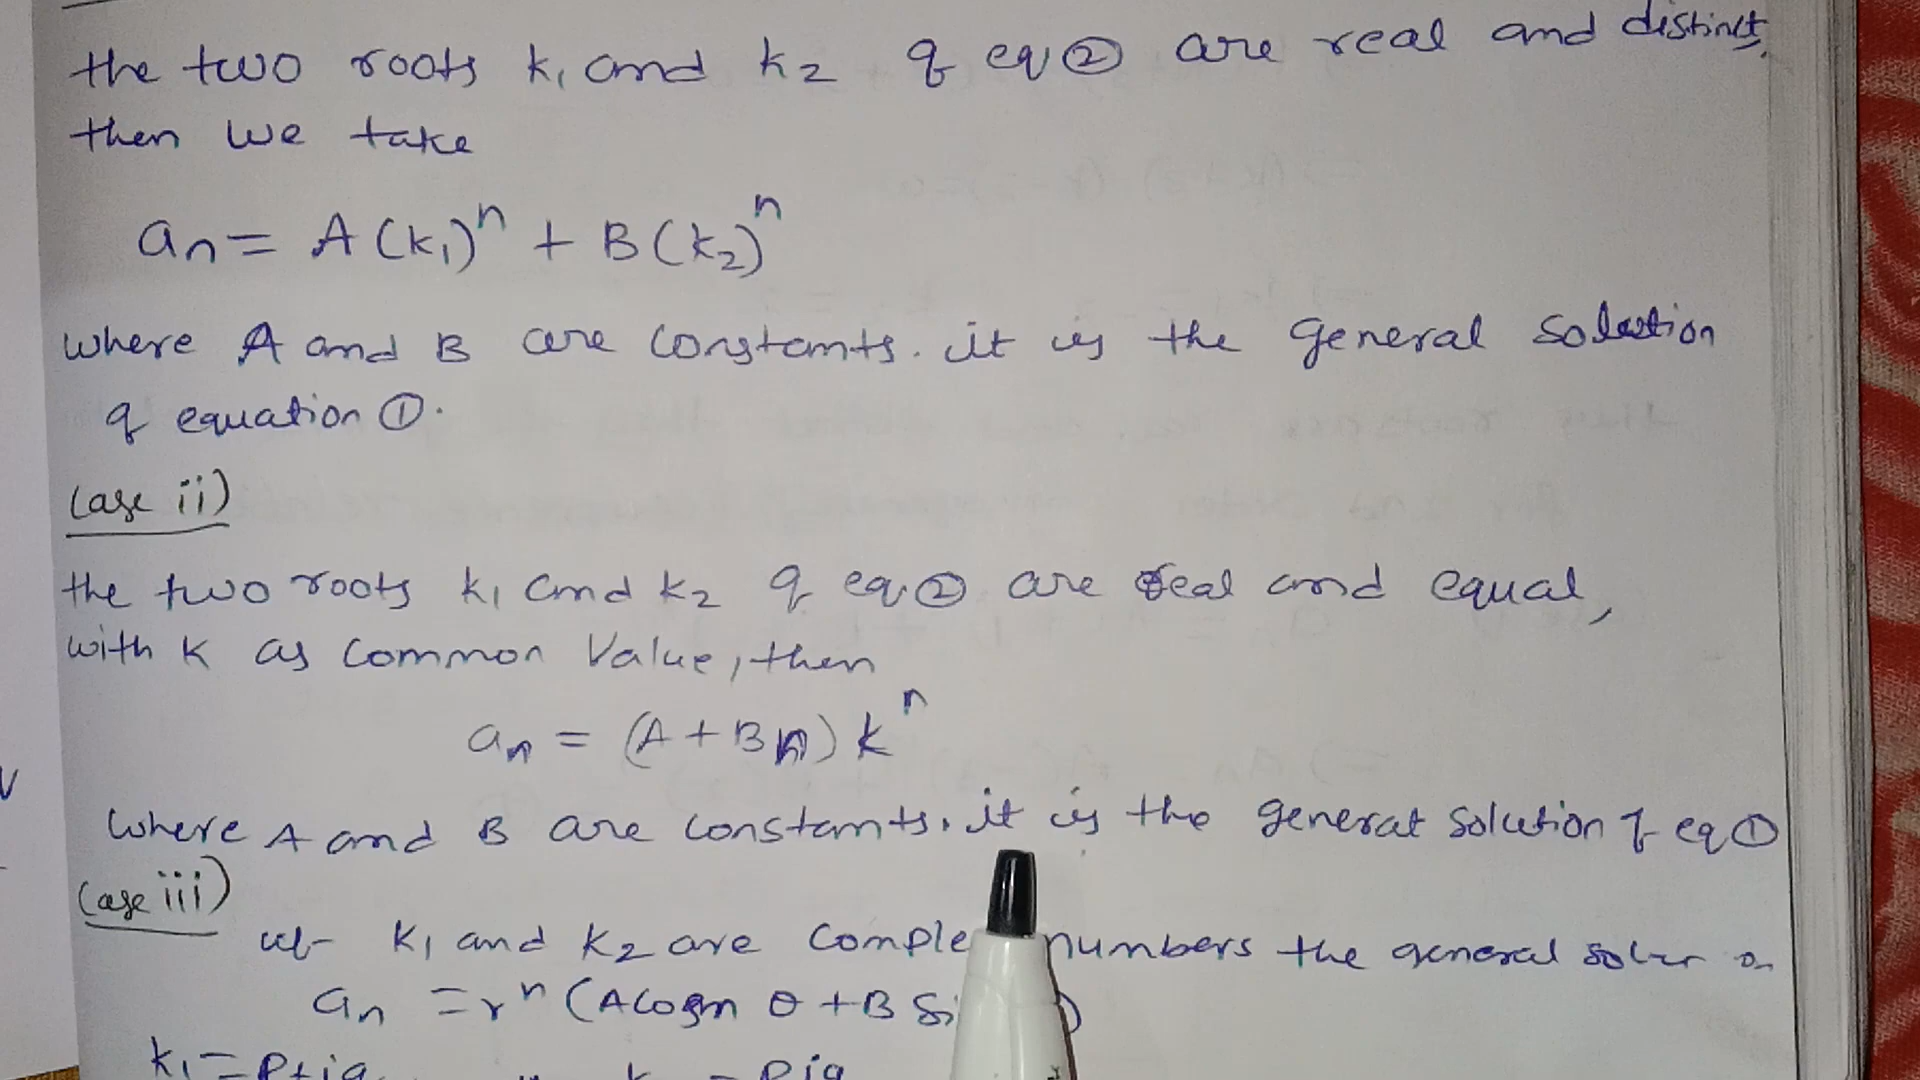 the two roots k₁ and k₂ of eq ② are real and distinct,
then we take
aₙ = A(k₁)ⁿ + B(k₂)ⁿ
where A and B are constants. it is the general solution
of equation ①.
Case ii)
the two roots k₁ and k₂ of eq ② are real and equal,
with k as common value, then
aₙ = (A + Bn) kⁿ
where A and B are constants. it is the general solution of eq ①
Case iii)
if k₁ and k₂ are comple numbers the general
aₙ = rⁿ (A cos n θ + B Si )
k₁ = p + iq